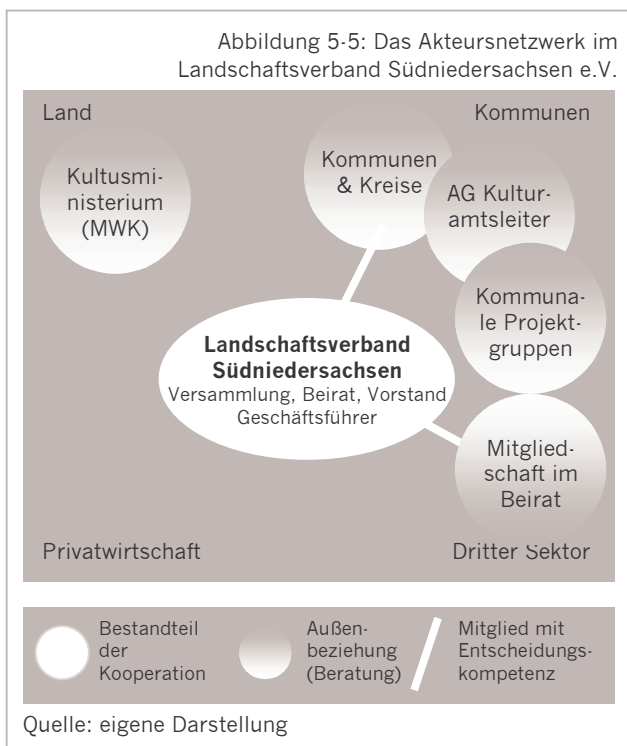 Abbildung 5-5: Das Akteursnetzwerk im
Landschaftsverband Südniedersachsen e.V.
Land
Kommunen
Kultusmi-
nisterium
(MWK)
Kommunen
& Kreise
AG Kultur-
amtsleiter
Kommuna-
le Projekt-
gruppen
Landschaftsverband
Südniedersachsen
Versammlung, Beirat, Vorstand
Geschäftsführer
Mitglied-
schaft im
Beirat
Privatwirtschaft
Dritter Sektor
Bestandteil
der
Kooperation
Außen-
beziehung
(Beratung)
Mitglied mit
Entscheidungs-
kompetenz
Quelle: eigene Darstellung